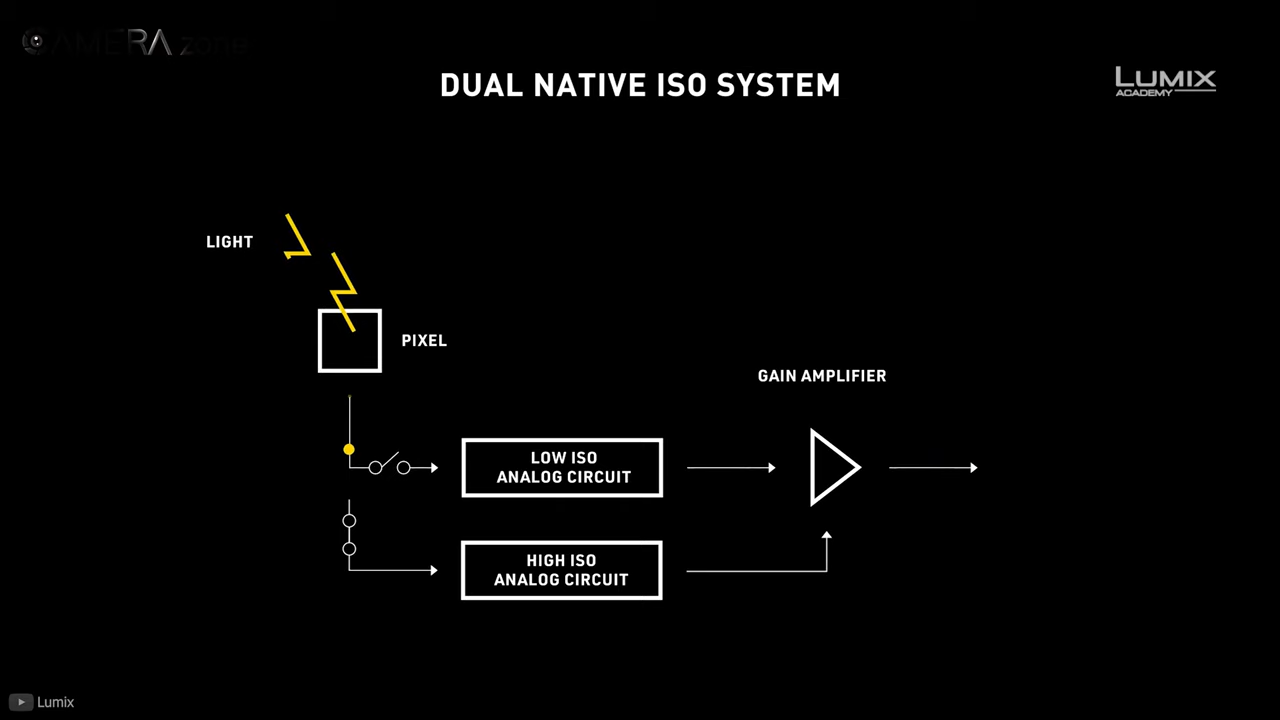 CAMERA zone
DUAL NATIVE ISO SYSTEM
LUMIX
ACADEMY
LIGHT
PIXEL
GAIN AMPLIFIER
LOW ISO
ANALOG CIRCUIT
HIGH ISO
ANALOG CIRCUIT
Lumix